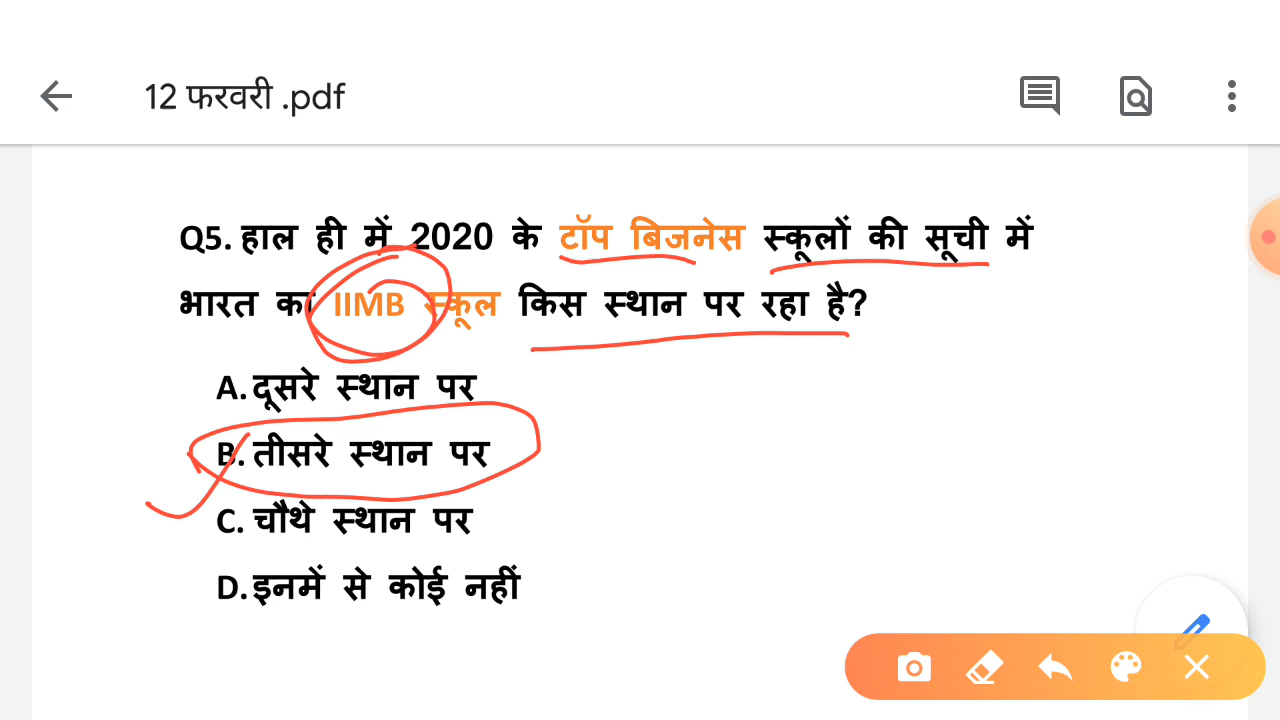 12 फरवरी .pdf
Q5. हाल ही में 2020 के टॉप बिजनेस स्कूलों की सूची में
भारत का IIMB स्कूल किस स्थान पर रहा है?
A. दूसरे स्थान पर
B. तीसरे स्थान पर
C. चौथे स्थान पर
D. इनमें से कोई नहीं